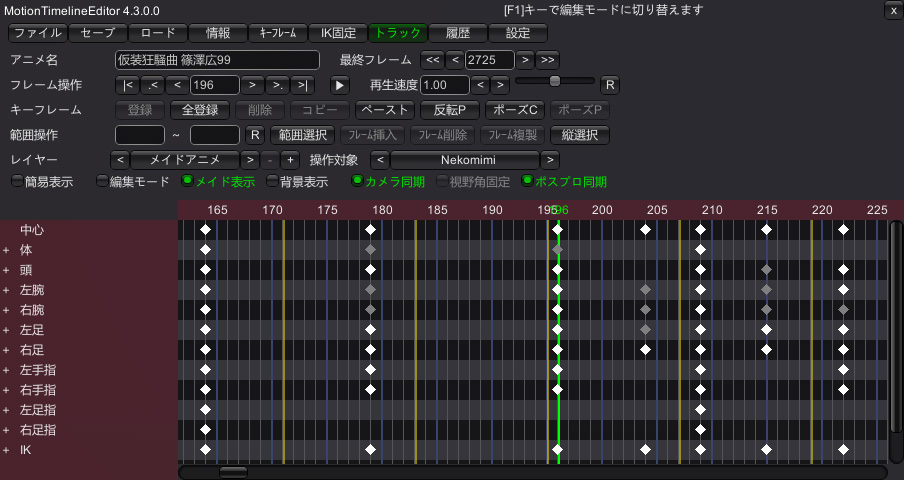 MotionTimelineEditor 4.3.0.0 [F1]キーで編集モードに切り替えます x
ファイル セーブ ロード 情報 キーフレーム IK固定 トラック 履歴 設定
アニメ名 仮装狂騒曲 篠澤広99 最終フレーム << < 2725 > >>
フレーム操作 |< .< < 196 > >. >| ▶ 再生速度 1.00 < > R
キーフレーム 登録 全登録 削除 コピー ペースト 反転P ポーズC ポーズP
範囲操作 ~ R 範囲選択 フレーム挿入 フレーム削除 フレーム複製 縦選択
レイヤー < メイドアニメ > - + 操作対象 < Nekomimi >
簡易表示 編集モード メイド表示 背景表示 カメラ同期 視野角固定 ポスプロ同期
165 170 175 180 185 190 195 196 200 205 210 215 220 225
中心
+ 体
+ 頭
+ 左腕
+ 右腕
+ 左足
+ 右足
+ 左手指
+ 右手指
+ 左足指
+ 右足指
+ IK